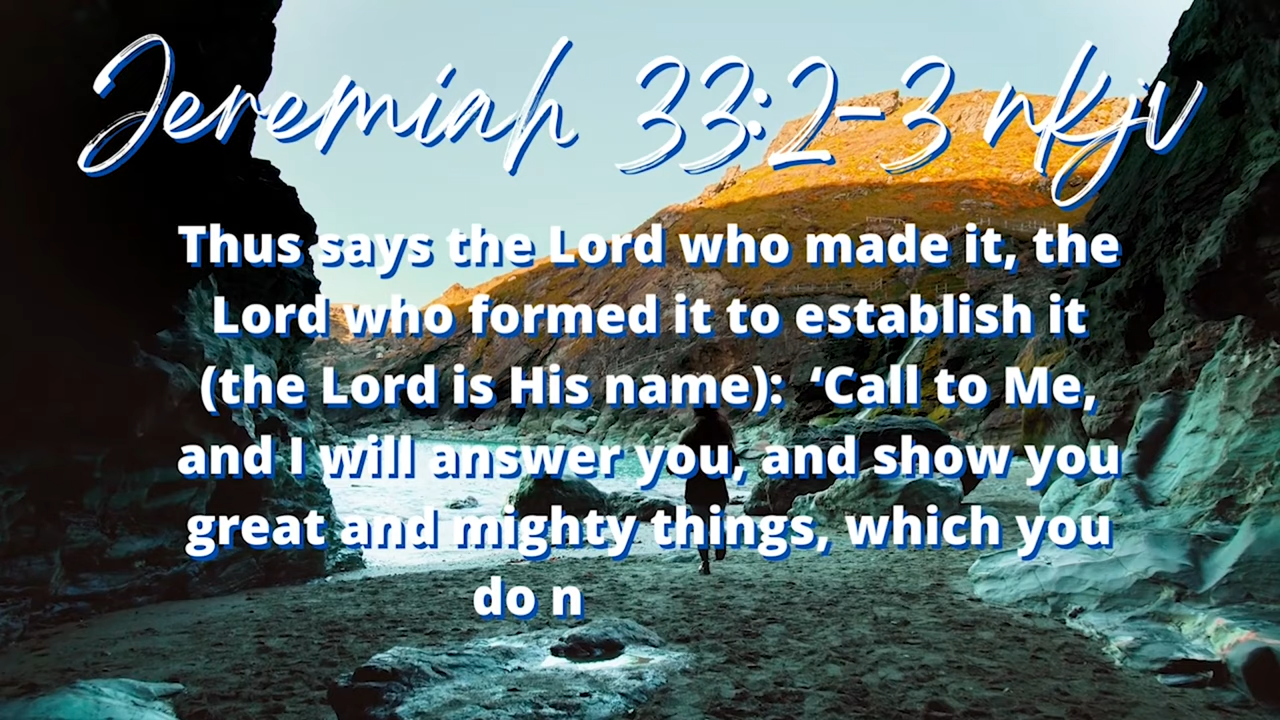 Jeremiah 33:2-3 nkjv
Thus says the Lord who made it, the
Lord who formed it to establish it
(the Lord is His name):  ‘Call to Me,
and I will answer you, and show you
great and mighty things, which you
do n